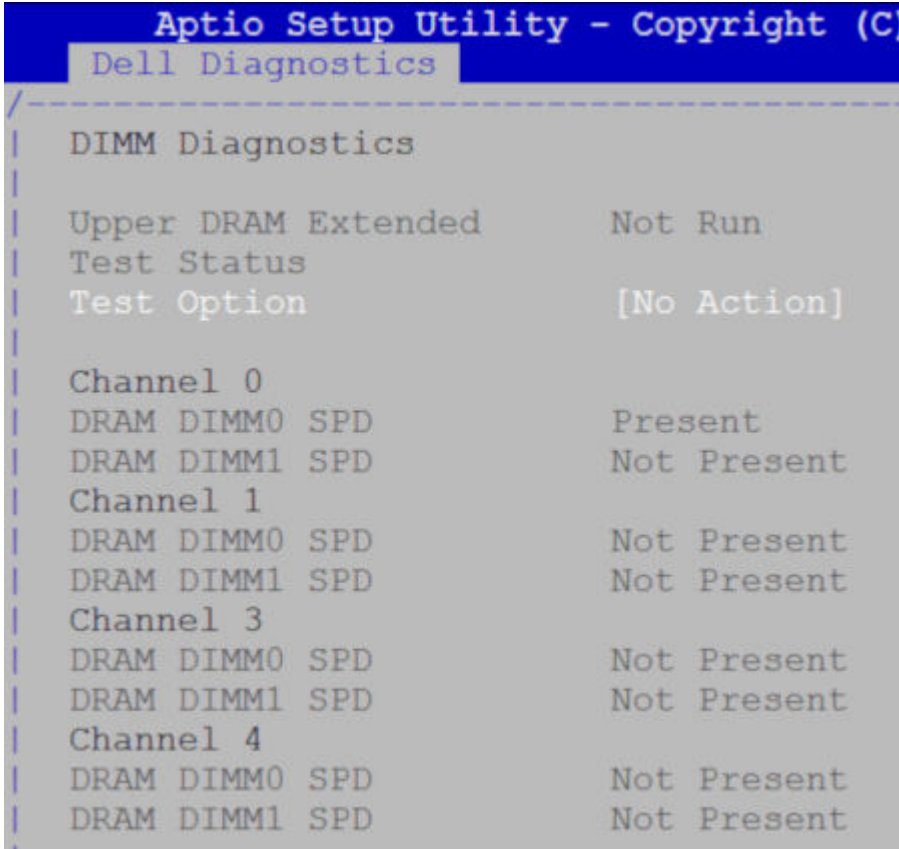 Aptio Setup Utility - Copyright (C)
Dell Diagnostics
DIMM Diagnostics
Upper DRAM Extended Not Run
Test Status
Test Option [No Action]
Channel 0
DRAM DIMM0 SPD Present
DRAM DIMM1 SPD Not Present
Channel 1
DRAM DIMM0 SPD Not Present
DRAM DIMM1 SPD Not Present
Channel 3
DRAM DIMM0 SPD Not Present
DRAM DIMM1 SPD Not Present
Channel 4
DRAM DIMM0 SPD Not Present
DRAM DIMM1 SPD Not Present